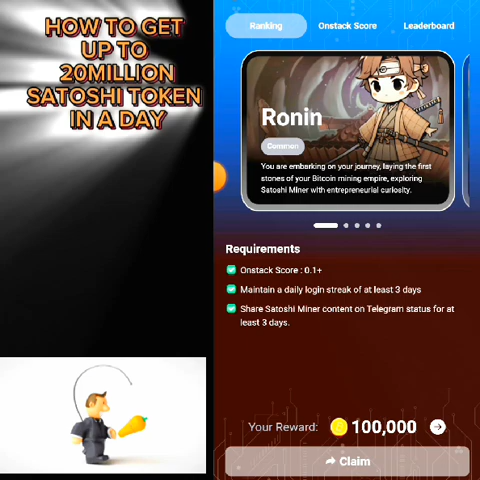 HOW TO GET
UP TO
20MILLION
SATOSHI TOKEN
IN A DAY
Ranking
Onstack Score
Leaderboard
Ronin
Common
You are embarking on your journey, laying the first
stones of your Bitcoin mining empire, exploring
Satoshi Miner with entrepreneurial curiosity.
Requirements
Onstack Score : 0.1+
Maintain a daily login streak of at least 3 days
Share Satoshi Miner content on Telegram status for at
least 3 days.
Your Reward: 100,000
Claim